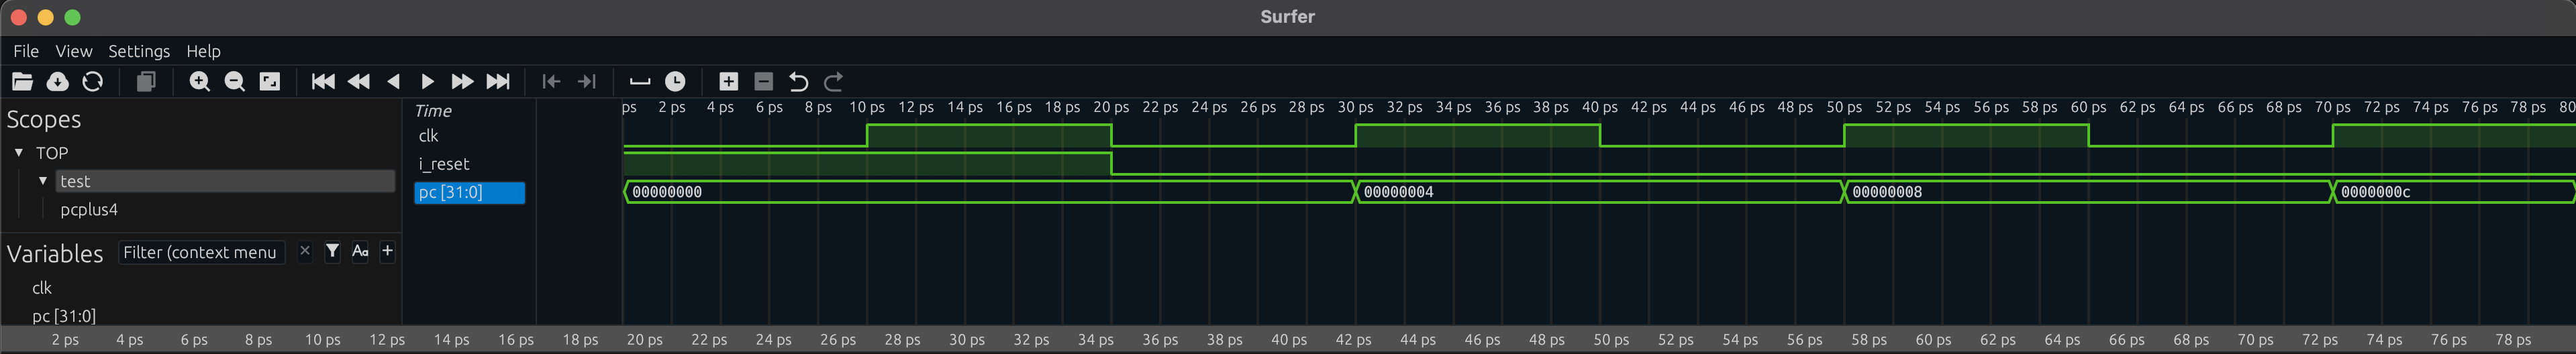 Surfer
File View Settings Help
Scopes
TOP
test
pcplus4
Variables Filter (context menu
clk
pc [31:0]
Time
clk
i_reset
pc [31:0]
ps 2 ps 4 ps 6 ps 8 ps 10 ps 12 ps 14 ps 16 ps 18 ps 20 ps 22 ps 24 ps 26 ps 28 ps 30 ps 32 ps 34 ps 36 ps 38 ps 40 ps 42 ps 44 ps 46 ps 48 ps 50 ps 52 ps 54 ps 56 ps 58 ps 60 ps 62 ps 64 ps 66 ps 68 ps 70 ps 72 ps 74 ps 76 ps 78 ps 80
00000000 00000004 00000008 0000000c
2 ps 4 ps 6 ps 8 ps 10 ps 12 ps 14 ps 16 ps 18 ps 20 ps 22 ps 24 ps 26 ps 28 ps 30 ps 32 ps 34 ps 36 ps 38 ps 40 ps 42 ps 44 ps 46 ps 48 ps 50 ps 52 ps 54 ps 56 ps 58 ps 60 ps 62 ps 64 ps 66 ps 68 ps 70 ps 72 ps 74 ps 76 ps 78 ps